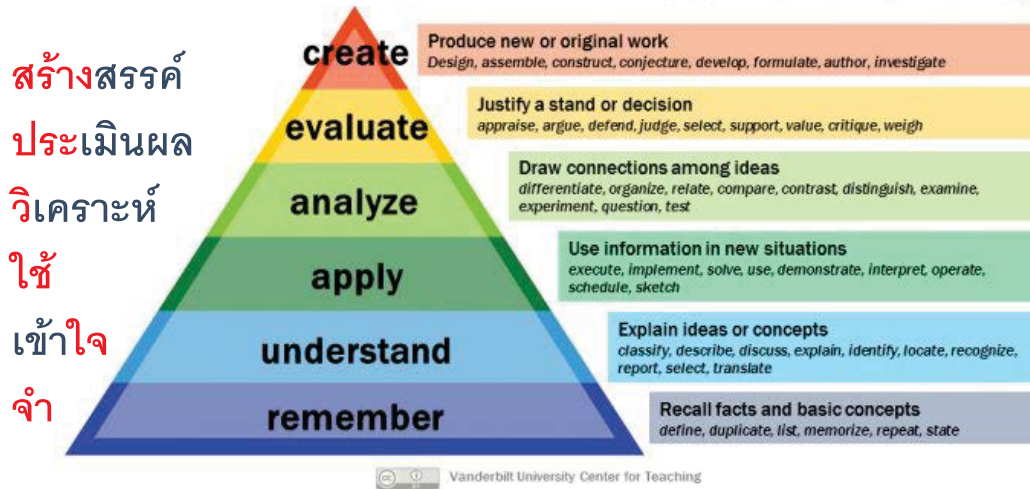 สร้างสรรค์
ประเมินผล
วิเคราะห์
ใช้
เข้าใจ
จำ
create
Produce new or original work
Design, assemble, construct, conjecture, develop, formulate, author, investigate
evaluate
Justify a stand or decision
appraise, argue, defend, judge, select, support, value, critique, weigh
analyze
Draw connections among ideas
differentiate, organize, relate, compare, contrast, distinguish, examine,
experiment, question, test
apply
Use information in new situations
execute, implement, solve, use, demonstrate, interpret, operate,
schedule, sketch
understand
Explain ideas or concepts
classify, describe, discuss, explain, identify, locate, recognize,
report, select, translate
remember
Recall facts and basic concepts
define, duplicate, list, memorize, repeat, state
Vanderbilt University Center for Teaching